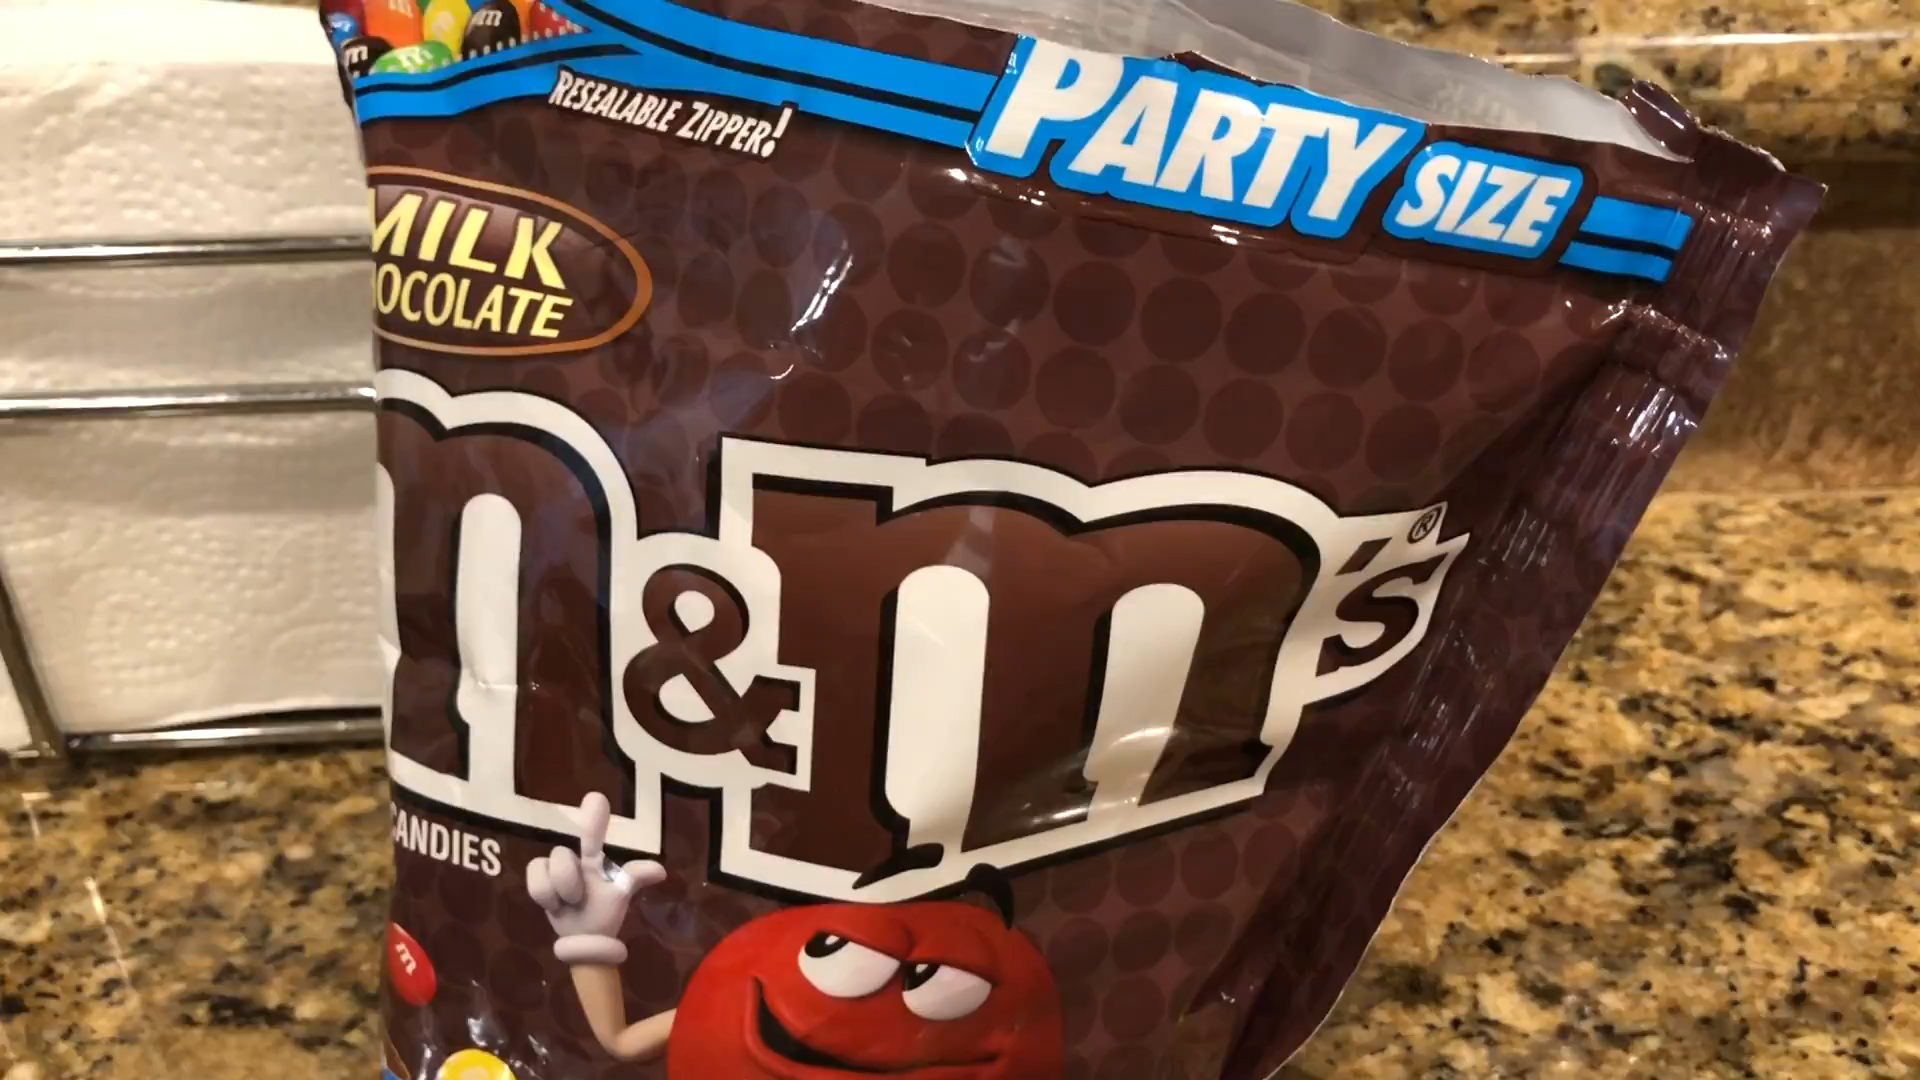 PARTY SIZE
RESEALABLE ZIPPER!
MILK
OCOLATE
m&m's®
CANDIES
m
m
m
m